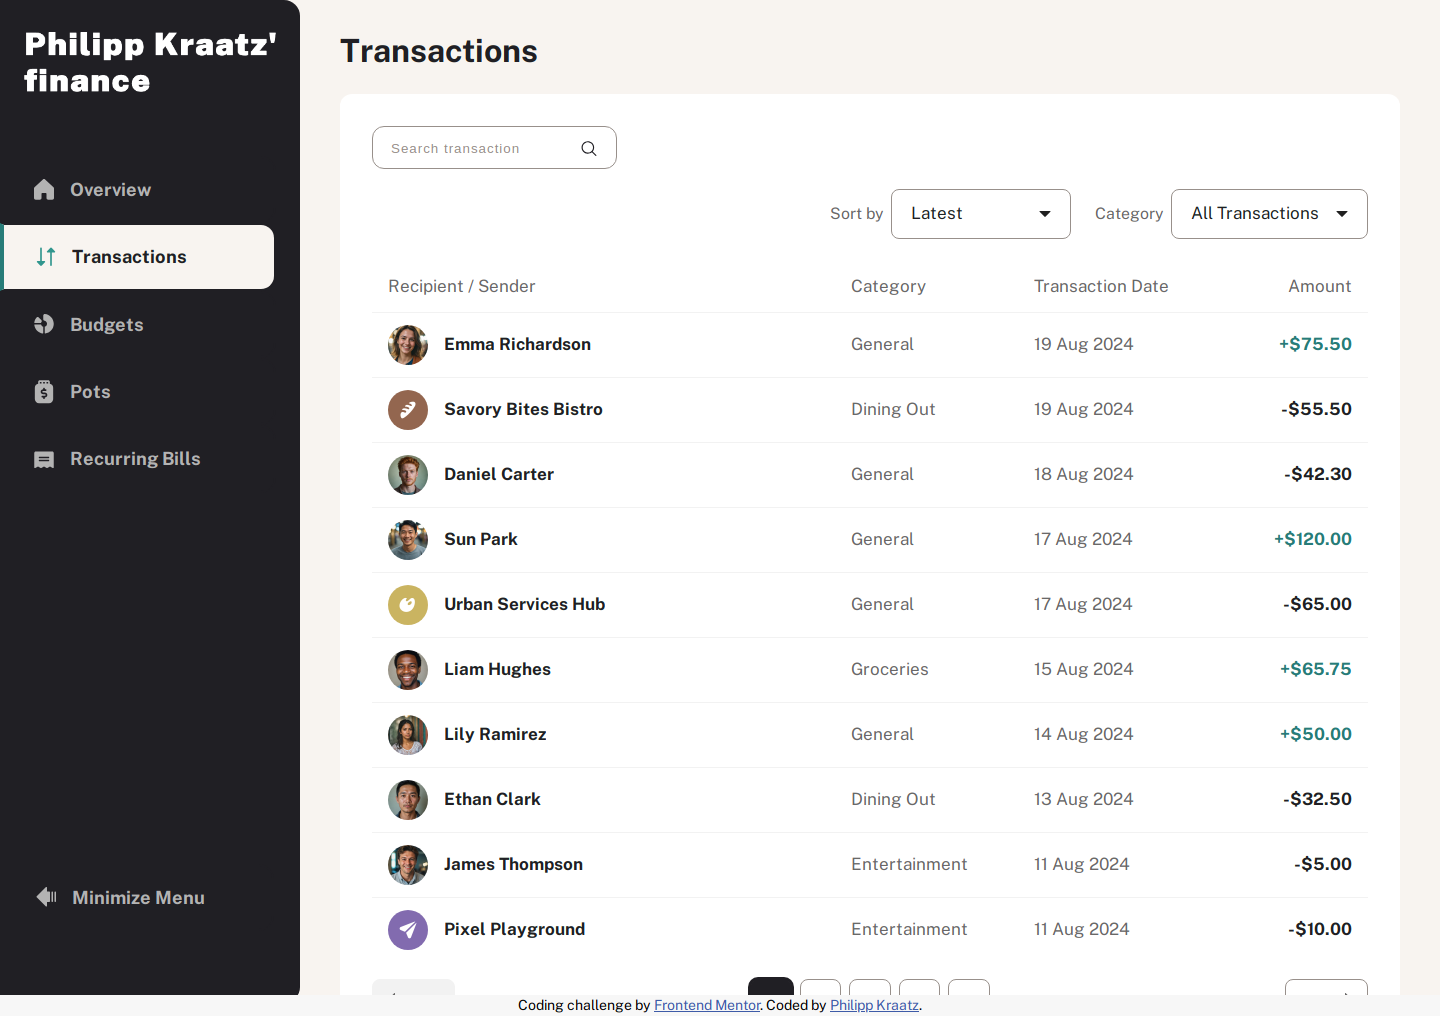 Philipp Kraatz'
finance
Overview
Transactions
Budgets
Pots
Recurring Bills
Minimize Menu
Transactions
Search transaction
Sort by Latest Category All Transactions
Recipient / Sender Category Transaction Date Amount
Emma Richardson General 19 Aug 2024 +$75.50
Savory Bites Bistro Dining Out 19 Aug 2024 -$55.50
Daniel Carter General 18 Aug 2024 -$42.30
Sun Park General 17 Aug 2024 +$120.00
Urban Services Hub General 17 Aug 2024 -$65.00
Liam Hughes Groceries 15 Aug 2024 +$65.75
Lily Ramirez General 14 Aug 2024 +$50.00
Ethan Clark Dining Out 13 Aug 2024 -$32.50
James Thompson Entertainment 11 Aug 2024 -$5.00
Pixel Playground Entertainment 11 Aug 2024 -$10.00
Coding challenge by Frontend Mentor. Coded by Philipp Kraatz.